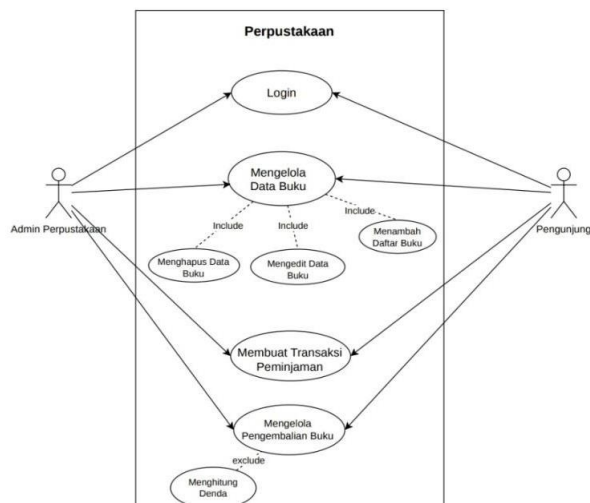 Perpustakaan
Login
Mengelola
Data Buku
Include
Include
Include
Menghapus Data
Buku
Mengedit Data
Buku
Menambah
Daftar Buku
Admin Perpustakaan
Pengunjung
Membuat Transaksi
Peminjaman
Mengelola
Pengembalian Buku
exclude
Menghitung
Denda